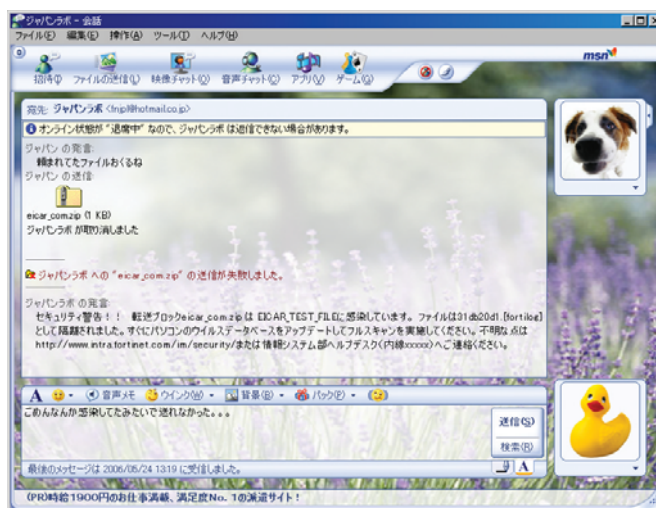 ジャパンラボ - 会話
ファイル(F) 編集(E) 操作(A) ツール(T) ヘルプ(H)
msn
招待(I) ファイルの送信(L) 映像チャット(O) 音声チャット(C) アプリ(V) ゲーム(G)
宛先: ジャパンラボ <fnjpl@hotmail.co.jp>
オンライン状態が "退席中" なので、ジャパンラボ は返信できない場合があります。
ジャパン の発言:
頼まれてたファイルおくるね
ジャパン の送信:
eicar_com.zip (1 KB)
ジャパンラボ が取り消しました
ジャパンラボ への "eicar_com.zip" の送信が失敗しました。
ジャパンラボ の発言:
セキュリティ警告!! 転送ブロックeicar_com.zip は EICAR_TEST_FILEに感染しています。 ファイルは31db20d1.[fortilog]
として隔離されました。すぐにパソコンのウイルスデータベースをアップデートしてフルスキャンを実施してください。不明な点は
http://www.intra.fortinet.com/im/security/または情報システム部ヘルプデスク(内線xxxxx)へご連絡ください。
A 音声メモ ウインク(W) 背景(B) パック(P)
ごめんなんか感染してたみたいで送れなかった。。。
送信(S)
検索(R)
最後のメッセージは 2006/05/24 13:19 に受信しました。
A
(PR)時給1900円のお仕事満載、満足度No. 1の派遣サイト!